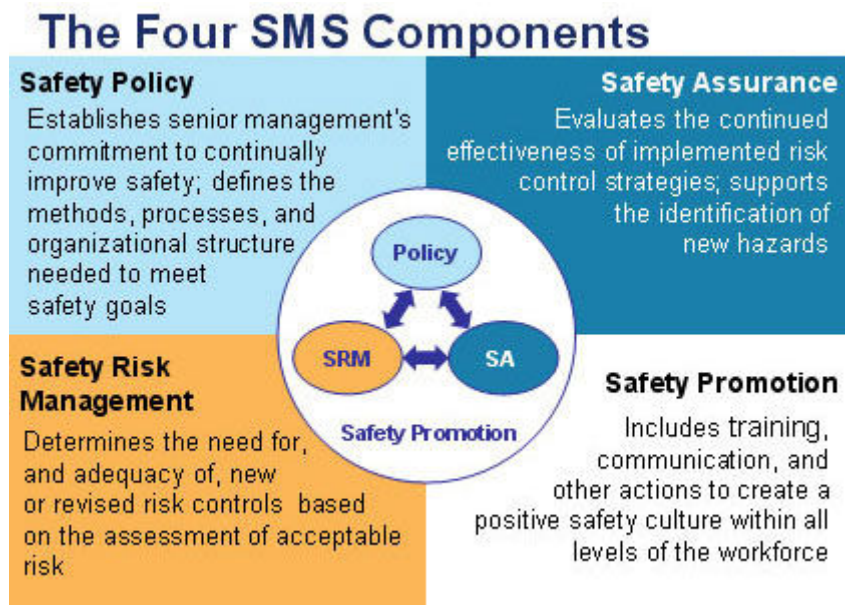 The Four SMS Components
Safety Policy
Establishes senior management's
commitment to continually
improve safety; defines the
methods, processes, and
organizational structure
needed to meet
safety goals
Safety Assurance
Evaluates the continued
effectiveness of implemented risk
control strategies; supports
the identification of
new hazards
Policy
SRM
SA
Safety Promotion
Safety Risk
Management
Determines the need for,
and adequacy of, new
or revised risk controls based
on the assessment of acceptable
risk
Safety Promotion
Includes training,
communication, and
other actions to create a
positive safety culture within all
levels of the workforce